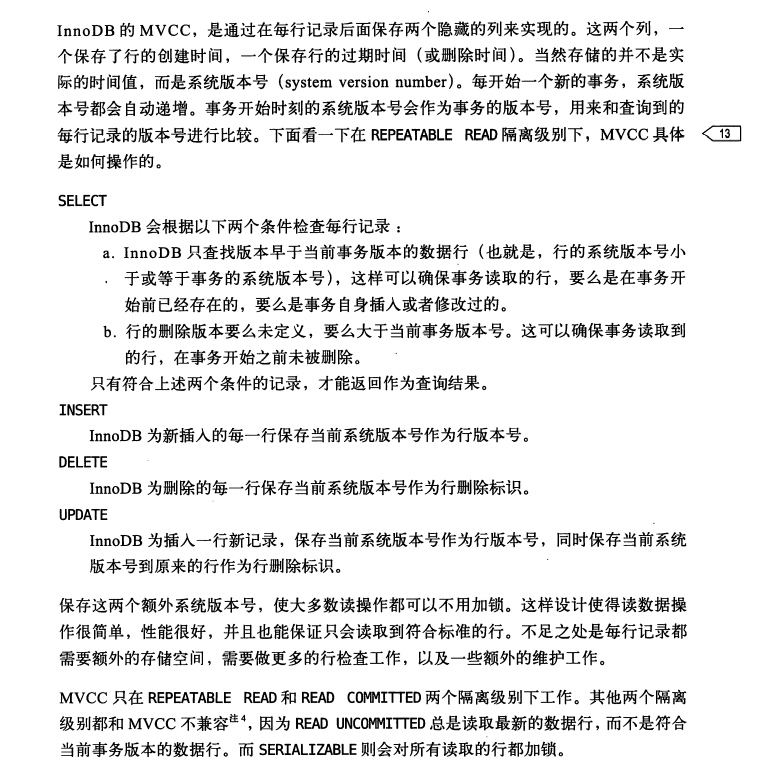 InnoDB 的 MVCC，是通过在每行记录后面保存两个隐藏的列来实现的。这两个列，一
个保存了行的创建时间，一个保存行的过期时间（或删除时间）。当然存储的并不是实
际的时间值，而是系统版本号（system version number）。每开始一个新的事务，系统版
本号都会自动递增。事务开始时刻的系统版本号会作为事务的版本号，用来和查询到的
每行记录的版本号进行比较。下面看一下在 REPEATABLE READ 隔离级别下，MVCC 具体
13
是如何操作的。
SELECT
InnoDB 会根据以下两个条件检查每行记录：
a. InnoDB 只查找版本早于当前事务版本的数据行（也就是，行的系统版本号小
于或等于事务的系统版本号），这样可以确保事务读取的行，要么是在事务开
始前已经存在的，要么是事务自身插入或者修改过的。
b. 行的删除版本要么未定义，要么大于当前事务版本号。这可以确保事务读取到
的行，在事务开始之前未被删除。
只有符合上述两个条件的记录，才能返回作为查询结果。
INSERT
InnoDB 为新插入的每一行保存当前系统版本号作为行版本号。
DELETE
InnoDB 为删除的每一行保存当前系统版本号作为行删除标识。
UPDATE
InnoDB 为插入一行新记录，保存当前系统版本号作为行版本号，同时保存当前系统
版本号到原来的行作为行删除标识。
保存这两个额外系统版本号，使大多数读操作都可以不用加锁。这样设计使得读数据操
作很简单，性能很好，并且也能保证只会读取到符合标准的行。不足之处是每行记录都
需要额外的存储空间，需要做更多的行检查工作，以及一些额外的维护工作。
MVCC 只在 REPEATABLE READ 和 READ COMMITTED 两个隔离级别下工作。其他两个隔离
级别都和 MVCC 不兼容注4，因为 READ UNCOMMITTED 总是读取最新的数据行，而不是符合
当前事务版本的数据行。而 SERIALIZABLE 则会对所有读取的行都加锁。